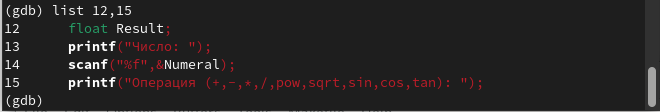 (gdb) list 12,15
12      float Result;
13      printf("Число: ");
14      scanf("%f",&Numeral);
15      printf("Операция (+,-,*,/,pow,sqrt,sin,cos,tan): ");
(gdb)